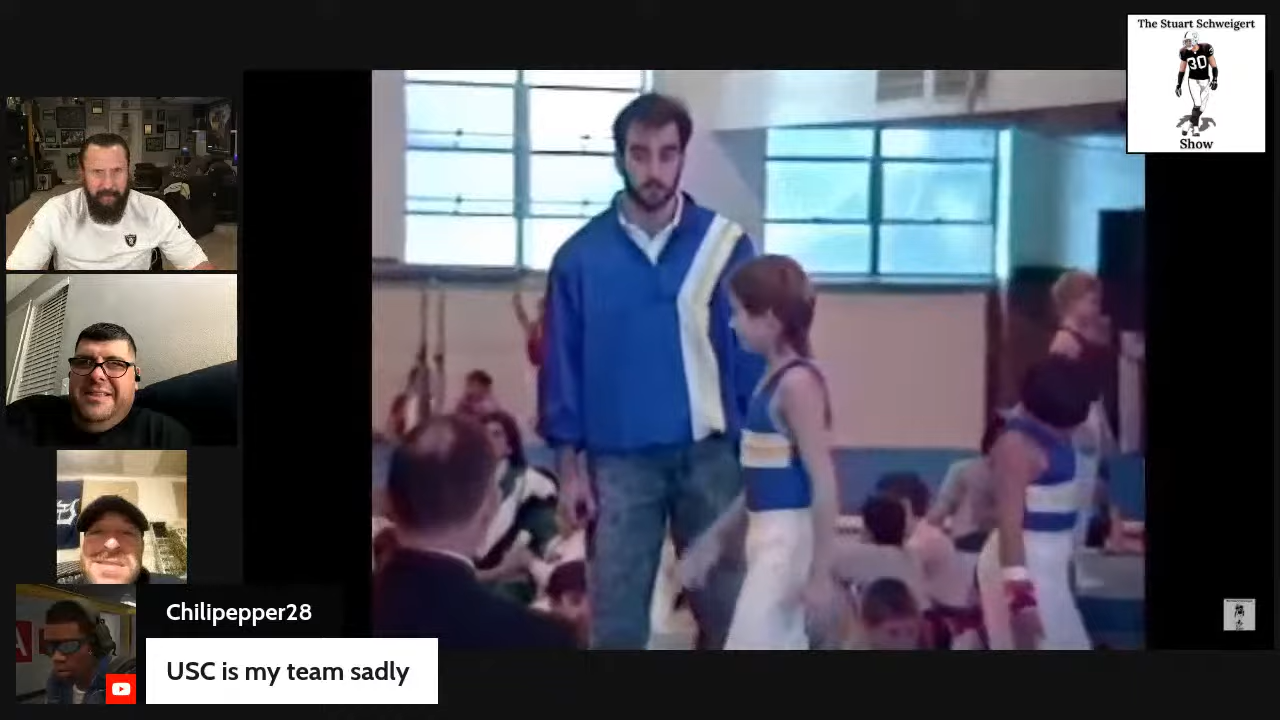 The Stuart Schweigert
30
Show
Chilipepper28
USC is my team sadly